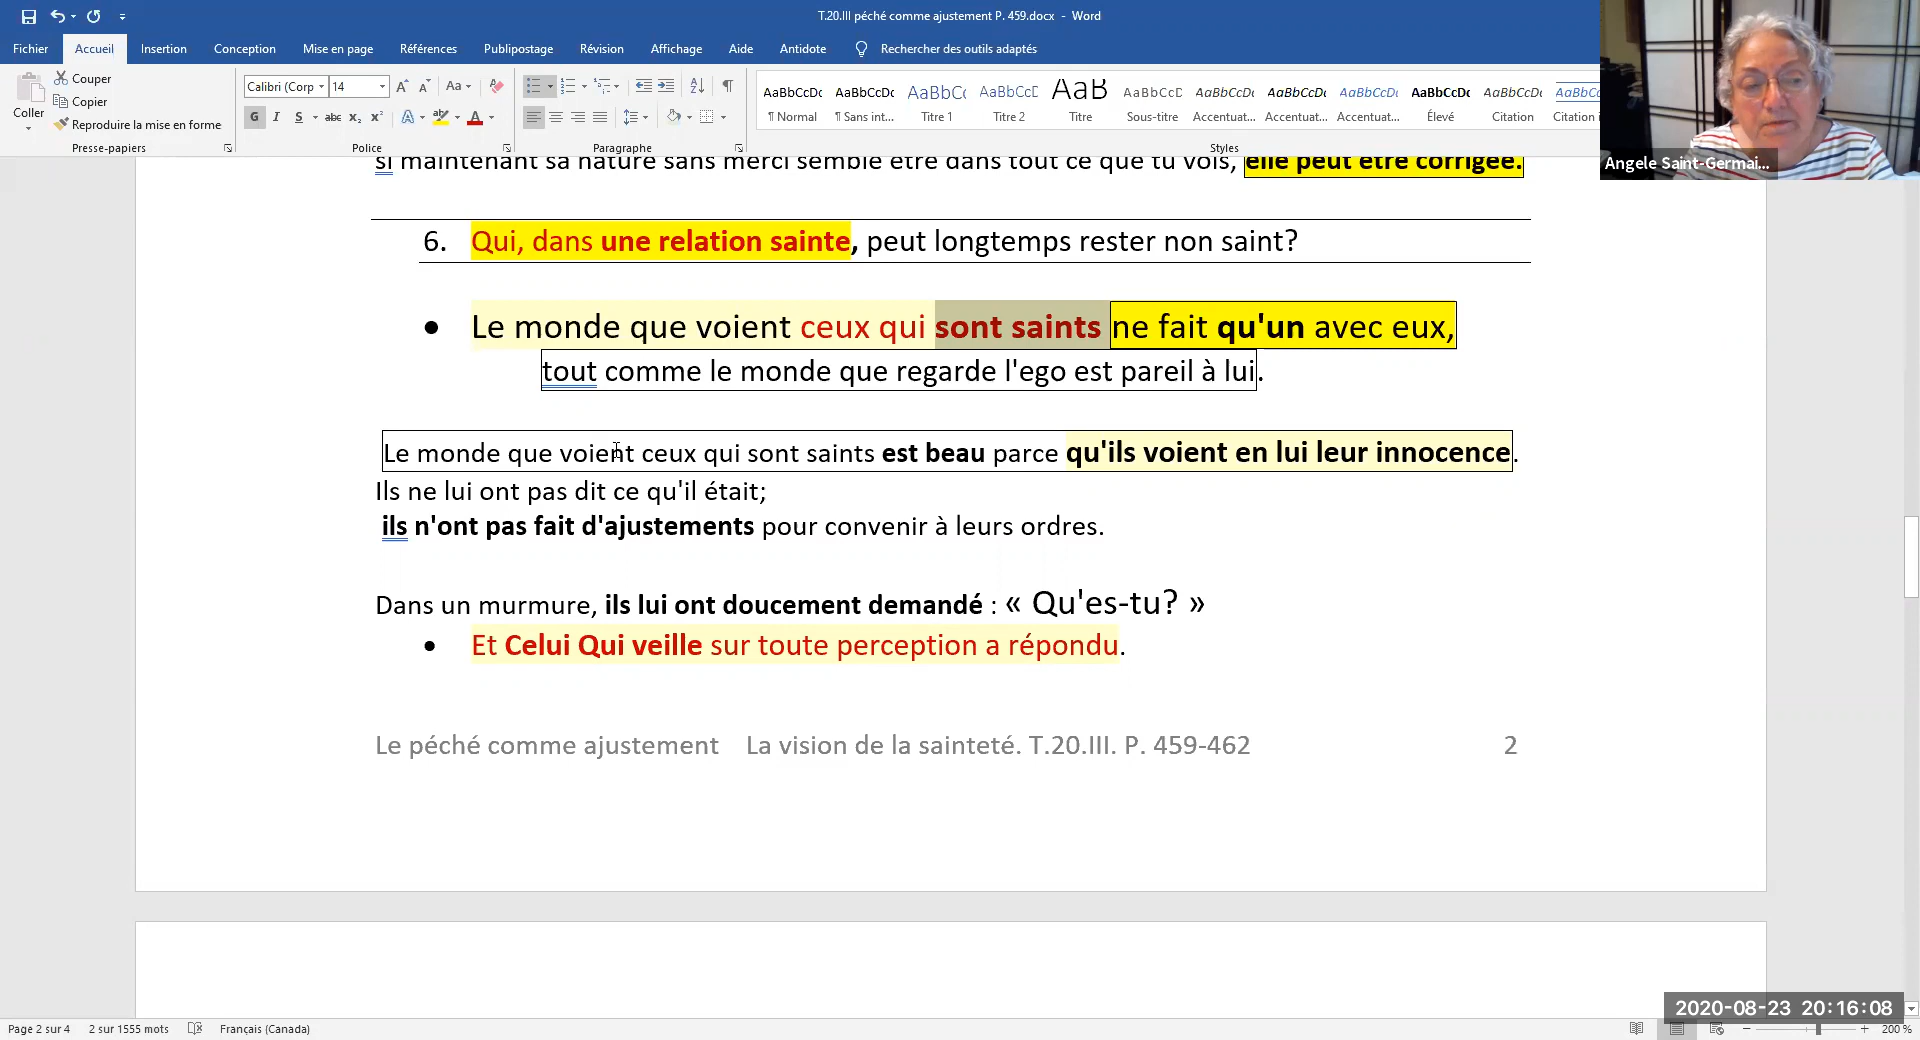 T.20.III péché comme ajustement P. 459.docx - Word
Fichier Accueil Insertion Conception Mise en page Références Publipostage Révision Affichage Aide Antidote Rechercher des outils adaptés
Coller
Couper
Copier
Reproduire la mise en forme
Presse-papiers
Calibri (Corp 14
G I S abc x₂ x²
Police
Paragraphe
AaBbCcDc AaBbCcDc AaBbC( AaBbCcD AaB AaBbCcD AaBbCcDc AaBbCcDc AaBbCcDc AaBbCcDc AaBbCcDc AaBbCcDc
¶ Normal ¶ Sans int... Titre 1 Titre 2 Titre Sous-titre Accentuat... Accentuat... Accentuat... Élevé Citation Citation i
Styles
Angele Saint-Germai...
si maintenant sa nature sans merci semble être dans tout ce que tu vois, elle peut être corrigée.
6. Qui, dans une relation sainte, peut longtemps rester non saint?
• Le monde que voient ceux qui sont saints ne fait qu'un avec eux,
tout comme le monde que regarde l'ego est pareil à lui.
Le monde que voient ceux qui sont saints est beau parce qu'ils voient en lui leur innocence.
Ils ne lui ont pas dit ce qu'il était;
ils n'ont pas fait d'ajustements pour convenir à leurs ordres.
Dans un murmure, ils lui ont doucement demandé : « Qu'es-tu? »
• Et Celui Qui veille sur toute perception a répondu.
Le péché comme ajustement La vision de la sainteté. T.20.III. P. 459-462 2
2020-08-23 20:16:08
Page 2 sur 4 2 sur 1555 mots Français (Canada) 200 %